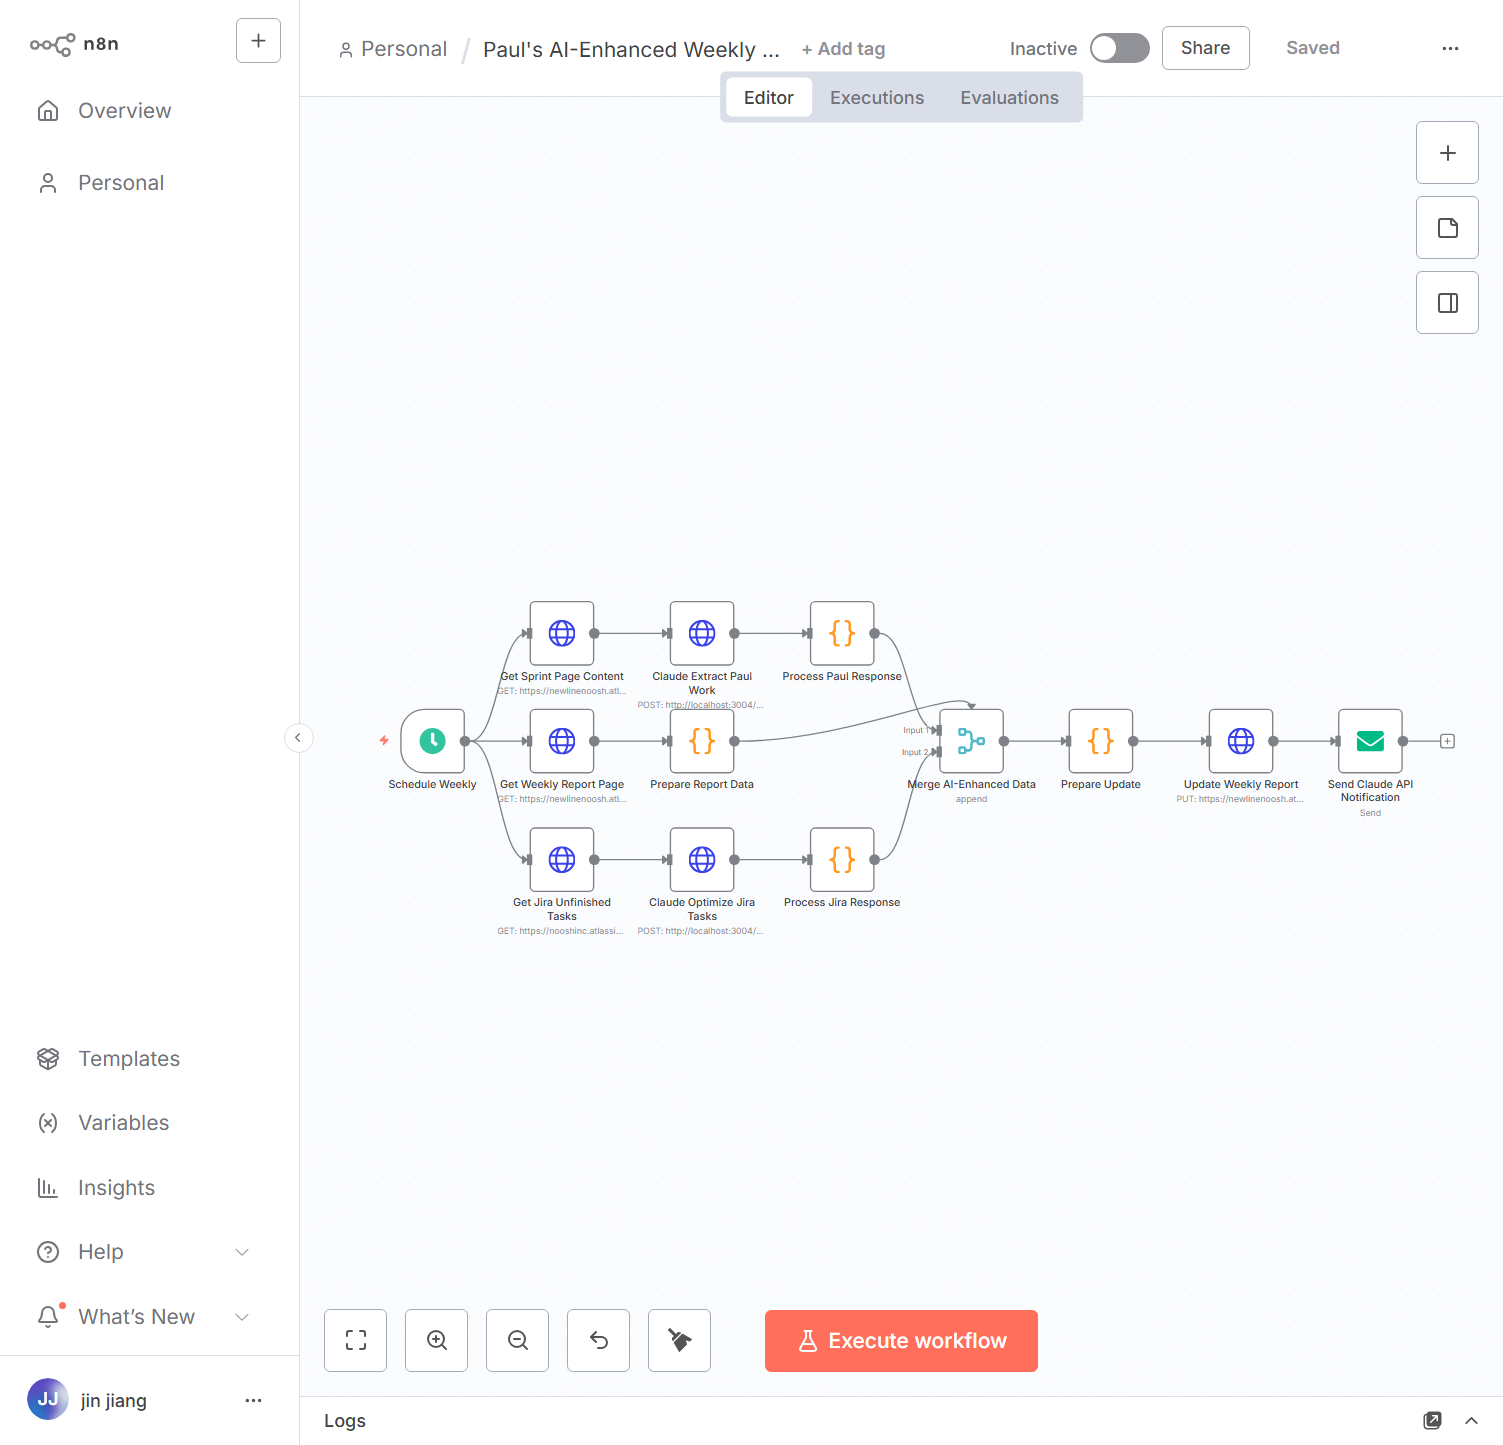 n8n
Personal / Paul's AI-Enhanced Weekly ... + Add tag
Inactive
Share
Saved
Editor
Executions
Evaluations
Overview
Personal
Get Sprint Page Content
GET: https://newlinenoosh.atl...
Claude Extract Paul
Work
POST: http://localhost:3004/...
Process Paul Response
Schedule Weekly
Get Weekly Report Page
GET: https://newlinenoosh.atl...
Prepare Report Data
Input 1
Input 2
Merge AI-Enhanced Data
append
Prepare Update
Update Weekly Report
PUT: https://newlinenoosh.at...
Send Claude API
Notification
Send
Get Jira Unfinished
Tasks
GET: https://nooshinc.atlassi...
Claude Optimize Jira
Tasks
POST: http://localhost:3004/...
Process Jira Response
Templates
Variables
Insights
Help
What's New
Execute workflow
JJ
jin jiang
Logs